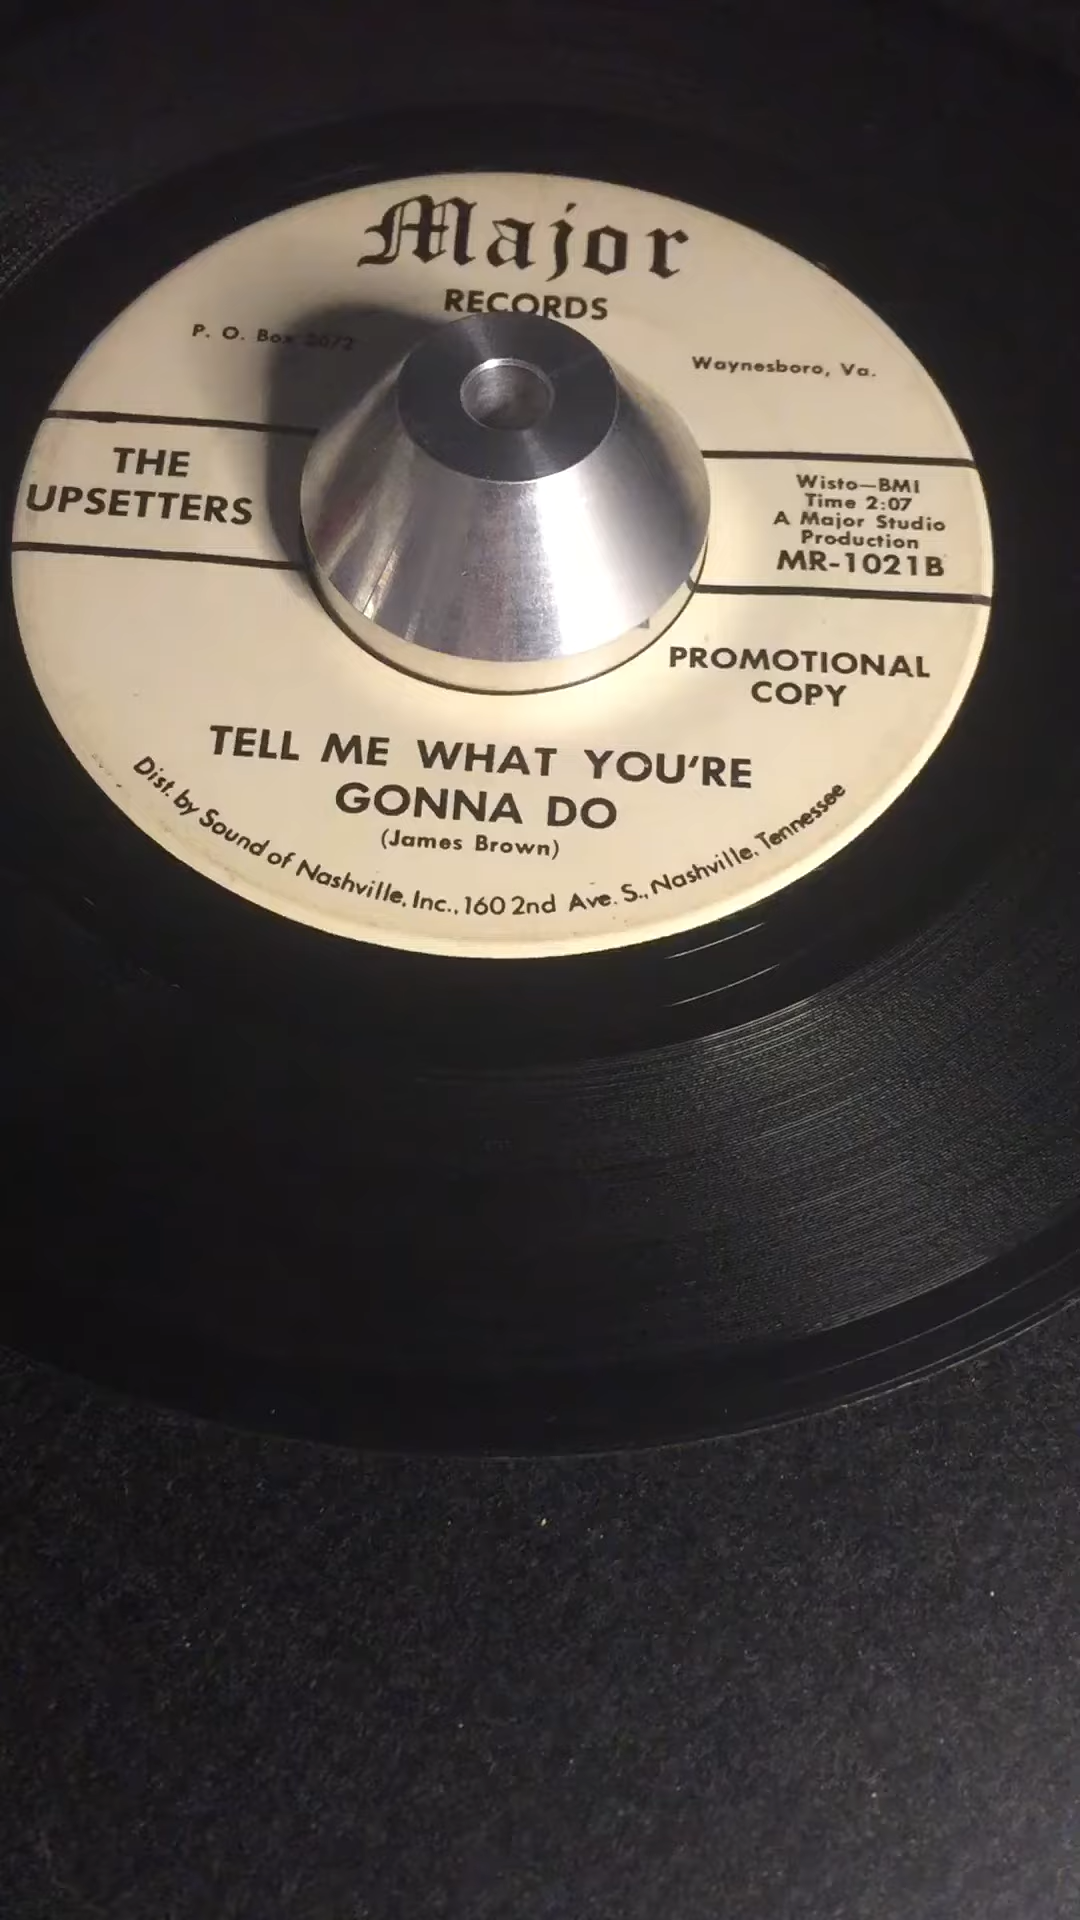 Major
RECORDS
P. O. Box
Waynesboro, Va.
THE
UPSETTERS
Wisto—BMI
Time 2:07
A Major Studio
Production
MR-1021B
PROMOTIONAL
COPY
TELL ME WHAT YOU'RE
GONNA DO
(James Brown)
Dist. by Sound of Nashville, Inc., 160 2nd Ave. S., Nashville, Tennessee